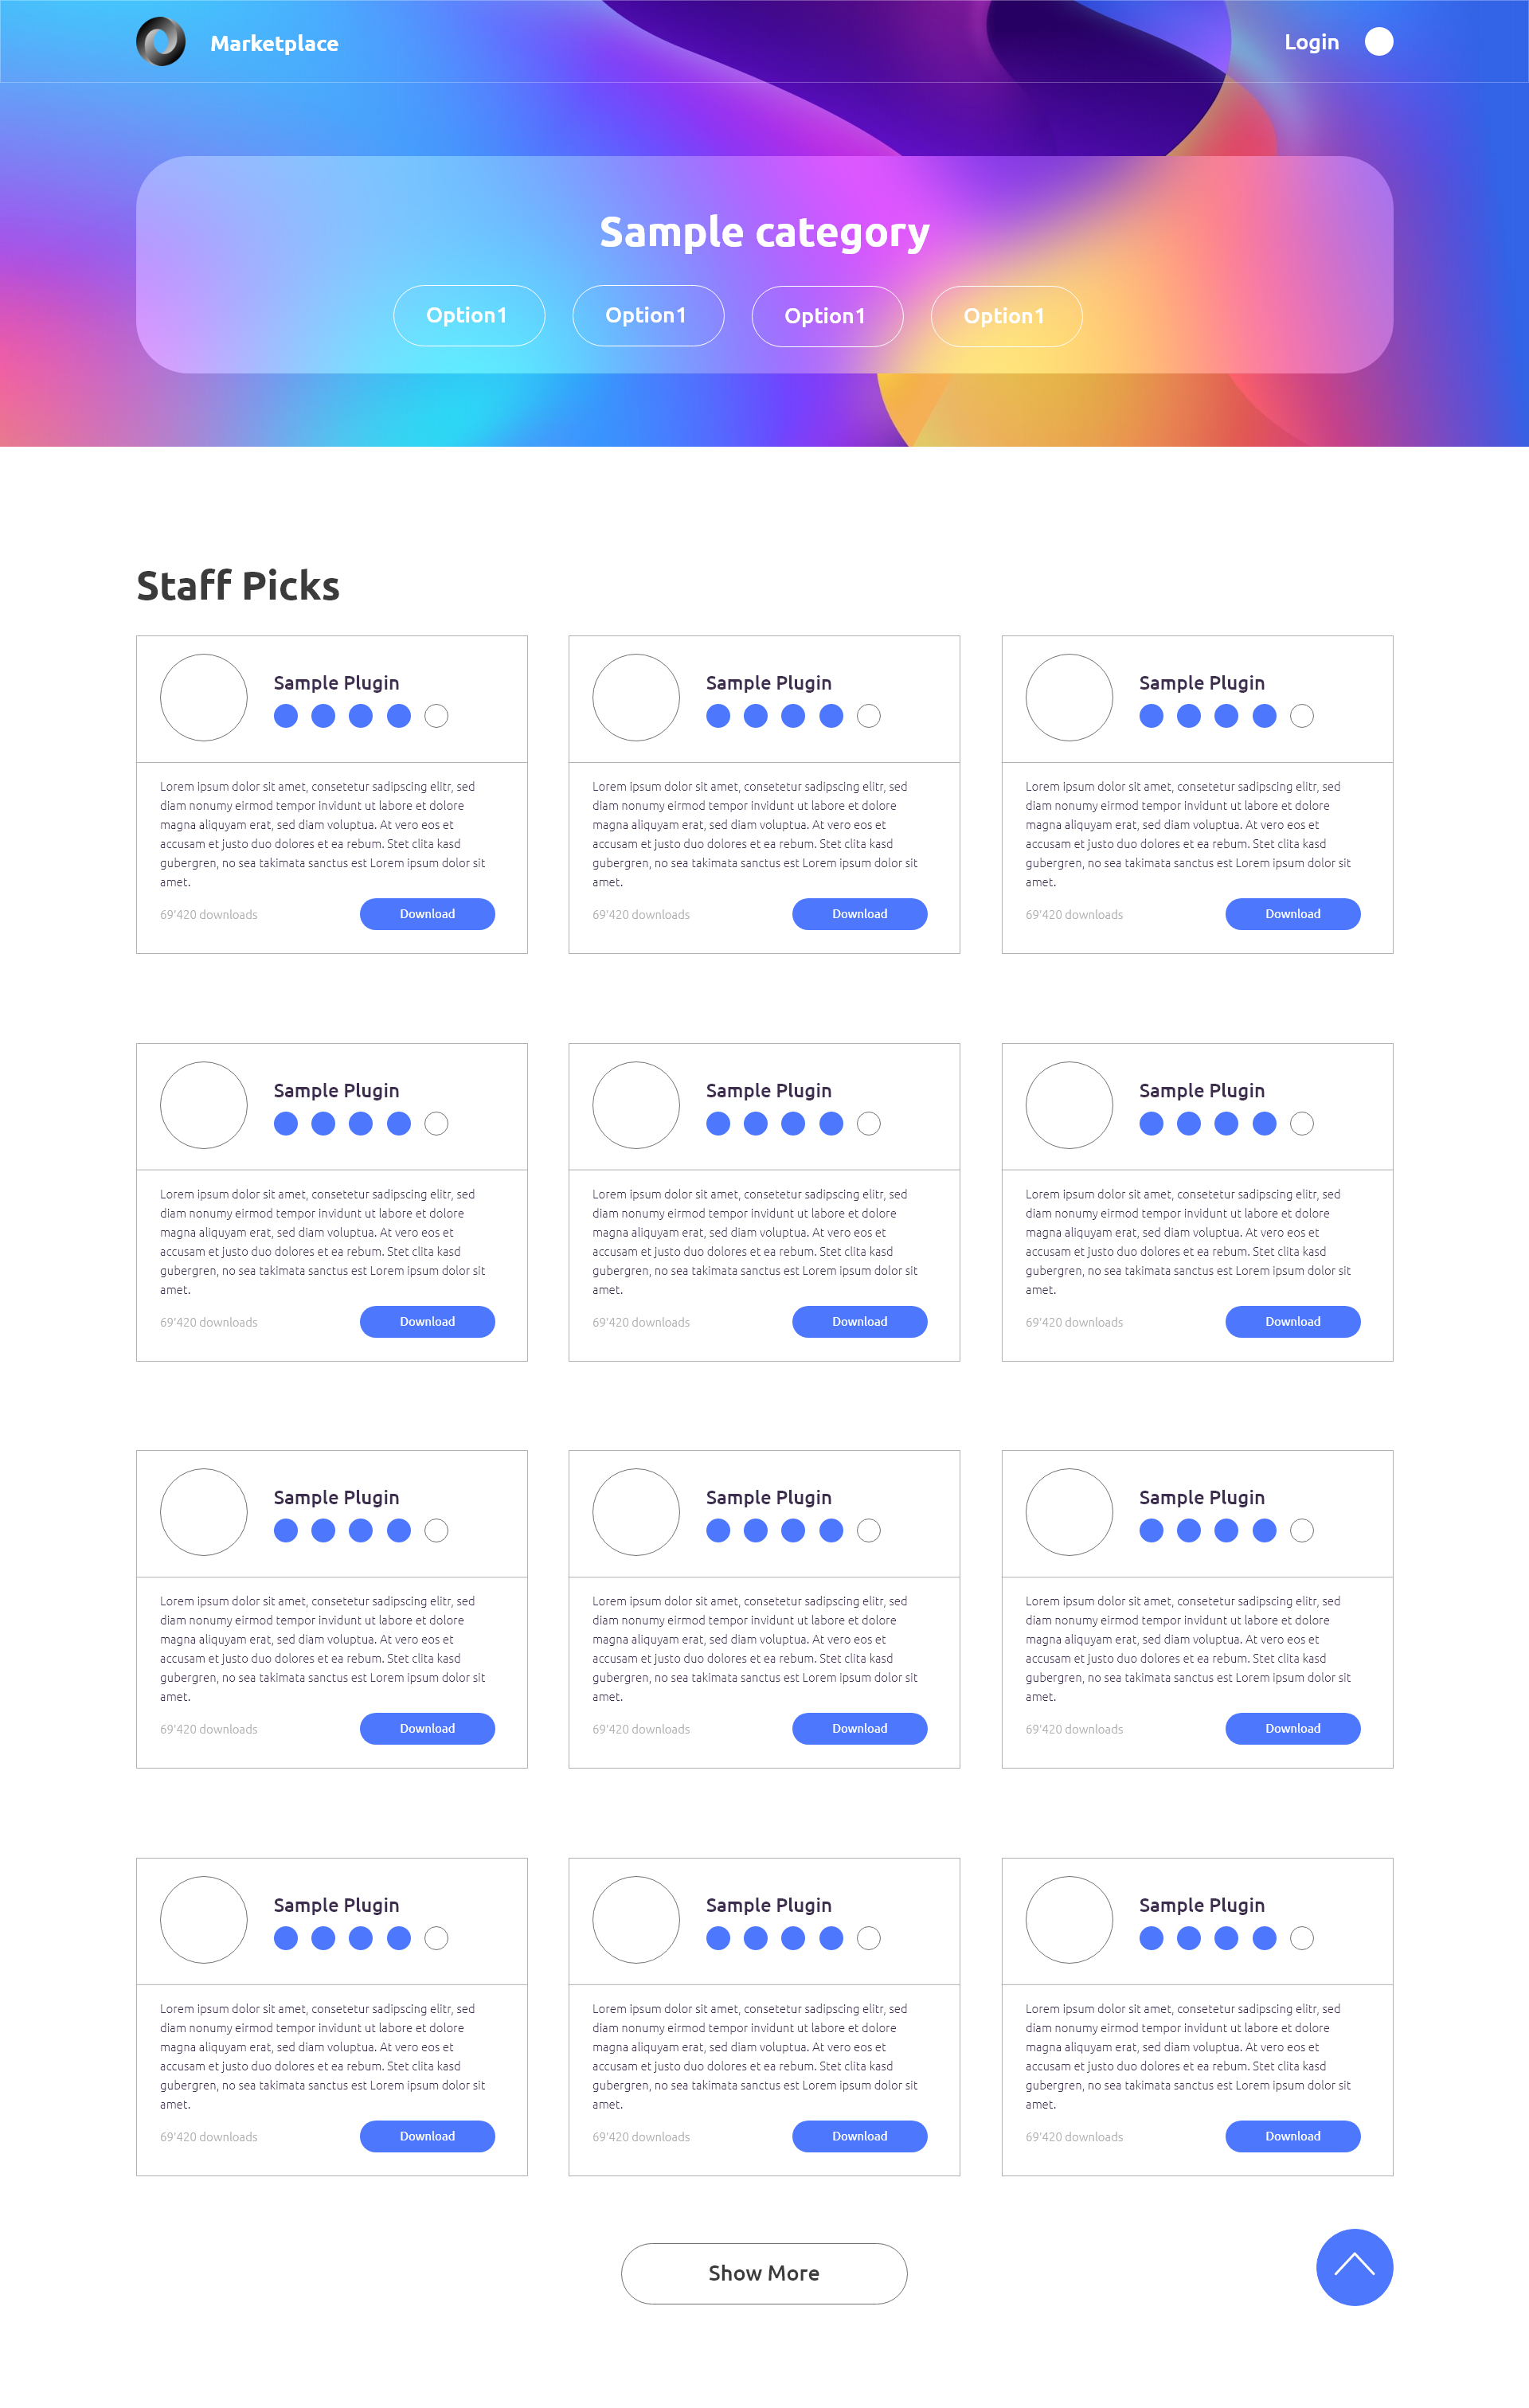 Marketplace
Login
Sample category
Option1 Option1 Option1 Option1
Staff Picks
Sample Plugin
Lorem ipsum dolor sit amet, consetetur sadipscing elitr, sed
diam nonumy eirmod tempor invidunt ut labore et dolore
magna aliquyam erat, sed diam voluptua. At vero eos et
accusam et justo duo dolores et ea rebum. Stet clita kasd
gubergren, no sea takimata sanctus est Lorem ipsum dolor sit
amet.
69'420 downloads
Download
Sample Plugin
Lorem ipsum dolor sit amet, consetetur sadipscing elitr, sed
diam nonumy eirmod tempor invidunt ut labore et dolore
magna aliquyam erat, sed diam voluptua. At vero eos et
accusam et justo duo dolores et ea rebum. Stet clita kasd
gubergren, no sea takimata sanctus est Lorem ipsum dolor sit
amet.
69'420 downloads
Download
Sample Plugin
Lorem ipsum dolor sit amet, consetetur sadipscing elitr, sed
diam nonumy eirmod tempor invidunt ut labore et dolore
magna aliquyam erat, sed diam voluptua. At vero eos et
accusam et justo duo dolores et ea rebum. Stet clita kasd
gubergren, no sea takimata sanctus est Lorem ipsum dolor sit
amet.
69'420 downloads
Download
Sample Plugin
Lorem ipsum dolor sit amet, consetetur sadipscing elitr, sed
diam nonumy eirmod tempor invidunt ut labore et dolore
magna aliquyam erat, sed diam voluptua. At vero eos et
accusam et justo duo dolores et ea rebum. Stet clita kasd
gubergren, no sea takimata sanctus est Lorem ipsum dolor sit
amet.
69'420 downloads
Download
Sample Plugin
Lorem ipsum dolor sit amet, consetetur sadipscing elitr, sed
diam nonumy eirmod tempor invidunt ut labore et dolore
magna aliquyam erat, sed diam voluptua. At vero eos et
accusam et justo duo dolores et ea rebum. Stet clita kasd
gubergren, no sea takimata sanctus est Lorem ipsum dolor sit
amet.
69'420 downloads
Download
Sample Plugin
Lorem ipsum dolor sit amet, consetetur sadipscing elitr, sed
diam nonumy eirmod tempor invidunt ut labore et dolore
magna aliquyam erat, sed diam voluptua. At vero eos et
accusam et justo duo dolores et ea rebum. Stet clita kasd
gubergren, no sea takimata sanctus est Lorem ipsum dolor sit
amet.
69'420 downloads
Download
Sample Plugin
Lorem ipsum dolor sit amet, consetetur sadipscing elitr, sed
diam nonumy eirmod tempor invidunt ut labore et dolore
magna aliquyam erat, sed diam voluptua. At vero eos et
accusam et justo duo dolores et ea rebum. Stet clita kasd
gubergren, no sea takimata sanctus est Lorem ipsum dolor sit
amet.
69'420 downloads
Download
Sample Plugin
Lorem ipsum dolor sit amet, consetetur sadipscing elitr, sed
diam nonumy eirmod tempor invidunt ut labore et dolore
magna aliquyam erat, sed diam voluptua. At vero eos et
accusam et justo duo dolores et ea rebum. Stet clita kasd
gubergren, no sea takimata sanctus est Lorem ipsum dolor sit
amet.
69'420 downloads
Download
Sample Plugin
Lorem ipsum dolor sit amet, consetetur sadipscing elitr, sed
diam nonumy eirmod tempor invidunt ut labore et dolore
magna aliquyam erat, sed diam voluptua. At vero eos et
accusam et justo duo dolores et ea rebum. Stet clita kasd
gubergren, no sea takimata sanctus est Lorem ipsum dolor sit
amet.
69'420 downloads
Download
Sample Plugin
Lorem ipsum dolor sit amet, consetetur sadipscing elitr, sed
diam nonumy eirmod tempor invidunt ut labore et dolore
magna aliquyam erat, sed diam voluptua. At vero eos et
accusam et justo duo dolores et ea rebum. Stet clita kasd
gubergren, no sea takimata sanctus est Lorem ipsum dolor sit
amet.
69'420 downloads
Download
Sample Plugin
Lorem ipsum dolor sit amet, consetetur sadipscing elitr, sed
diam nonumy eirmod tempor invidunt ut labore et dolore
magna aliquyam erat, sed diam voluptua. At vero eos et
accusam et justo duo dolores et ea rebum. Stet clita kasd
gubergren, no sea takimata sanctus est Lorem ipsum dolor sit
amet.
69'420 downloads
Download
Sample Plugin
Lorem ipsum dolor sit amet, consetetur sadipscing elitr, sed
diam nonumy eirmod tempor invidunt ut labore et dolore
magna aliquyam erat, sed diam voluptua. At vero eos et
accusam et justo duo dolores et ea rebum. Stet clita kasd
gubergren, no sea takimata sanctus est Lorem ipsum dolor sit
amet.
69'420 downloads
Download
Show More